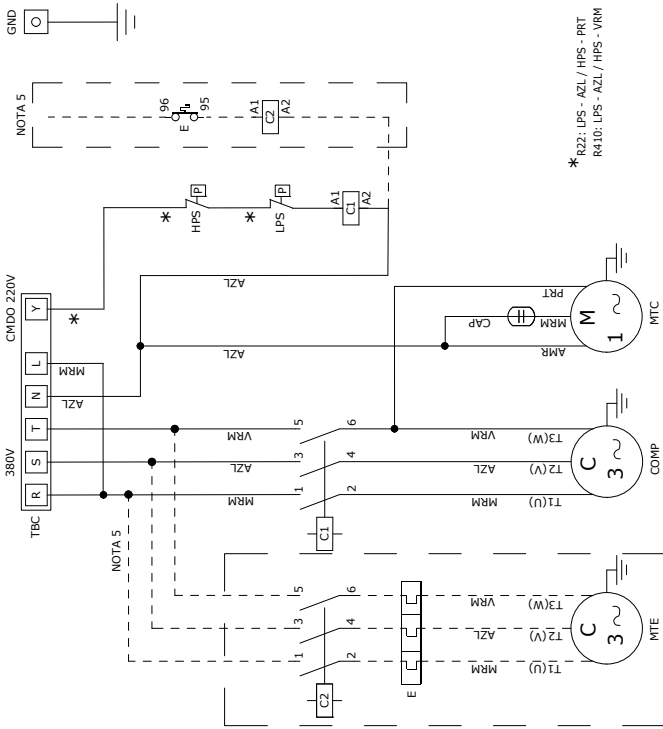 GND
NOTA 5
96
95
E
A1
C2
A2
*
HPS
P
*
LPS
P
A1
C1
A2
* R22: LPS - AZL / HPS - PRT
R410: LPS - AZL / HPS - VRM
CMDO 220V
380V
TBC
R
S
T
N
L
Y
*
MRM
AZL
VRM
AZL
MRM
AZL
AZL
NOTA 5
C1
1
3
5
2
4
6
MRM
AZL
VRM
T1(U)
T2(V)
T3(W)
C
3
COMP
CAP
AMR
MRM
PRT
M
1
MTC
C2
1
3
5
2
4
6
E
MRM
AZL
VRM
T1(U)
T2(V)
T3(W)
C
3
MTE